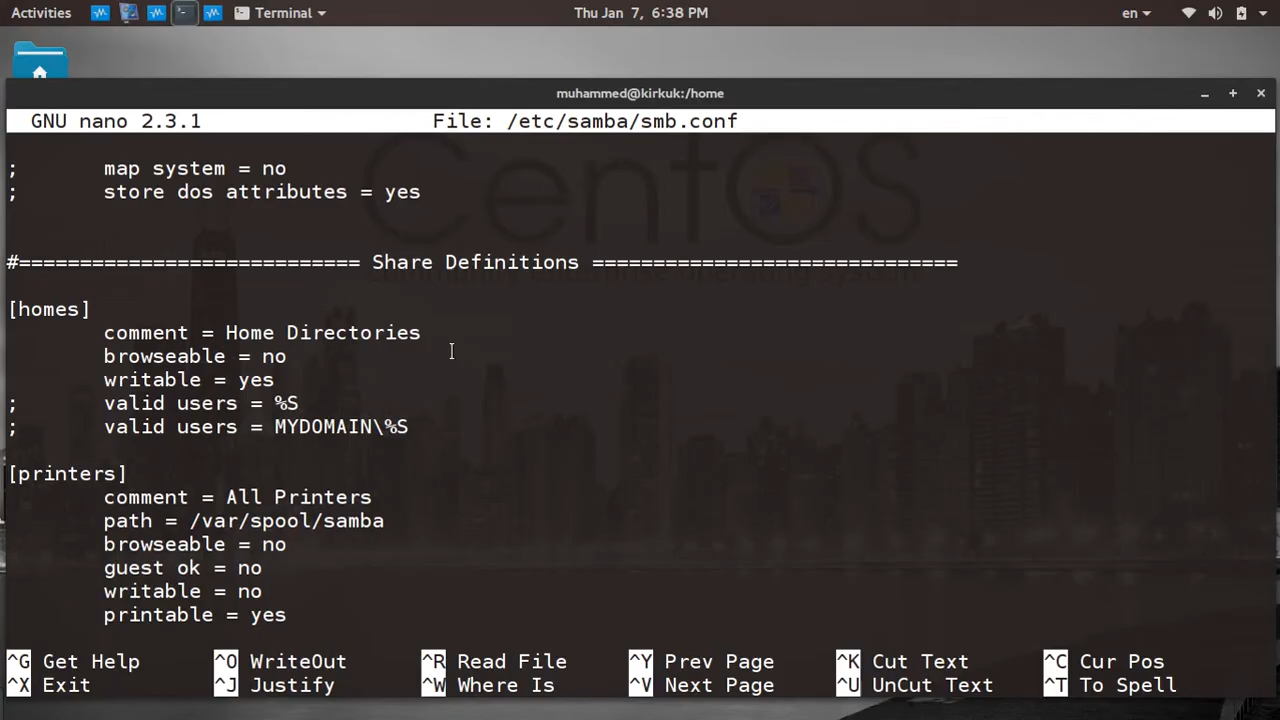 Activities Terminal Thu Jan 7, 6:38 PM en
muhammed@kirkuk:/home
GNU nano 2.3.1 File: /etc/samba/smb.conf
CentOS
; map system = no
; store dos attributes = yes
#============================ Share Definitions ==============================
[homes]
comment = Home Directories
browseable = no
writable = yes
; valid users = %S
; valid users = MYDOMAIN\%S
[printers]
comment = All Printers
path = /var/spool/samba
browseable = no
guest ok = no
writable = no
printable = yes
^G Get Help ^O WriteOut ^R Read File ^Y Prev Page ^K Cut Text ^C Cur Pos
^X Exit ^J Justify ^W Where Is ^V Next Page ^U UnCut Text ^T To Spell